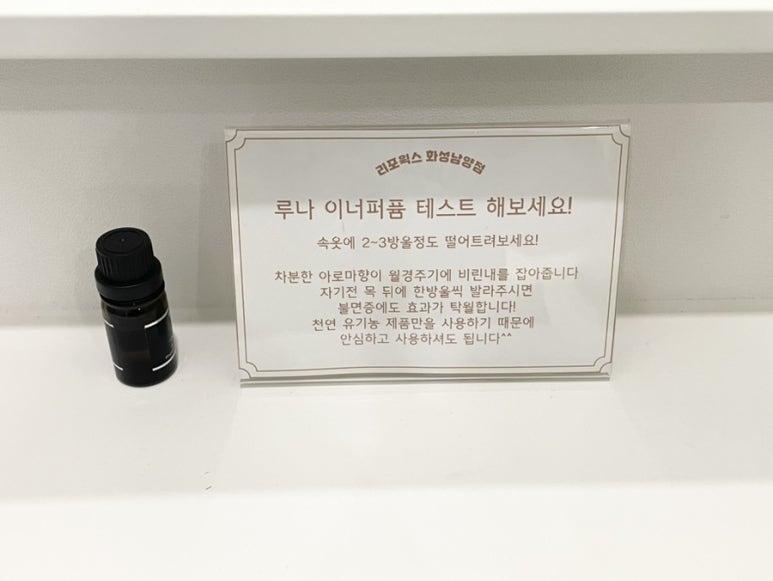 리포웍스 화성남양점
루나 이너퍼퓸 테스트 해보세요!
속옷에 2~3방울정도 떨어트려보세요!
차분한 아로마향이 월경주기에 비린내를 잡아줍니다
자기전 목 뒤에 한방울씩 발라주시면
불면증에도 효과가 탁월합니다!
천연 유기농 제품만을 사용하기 때문에
안심하고 사용하셔도 됩니다^^